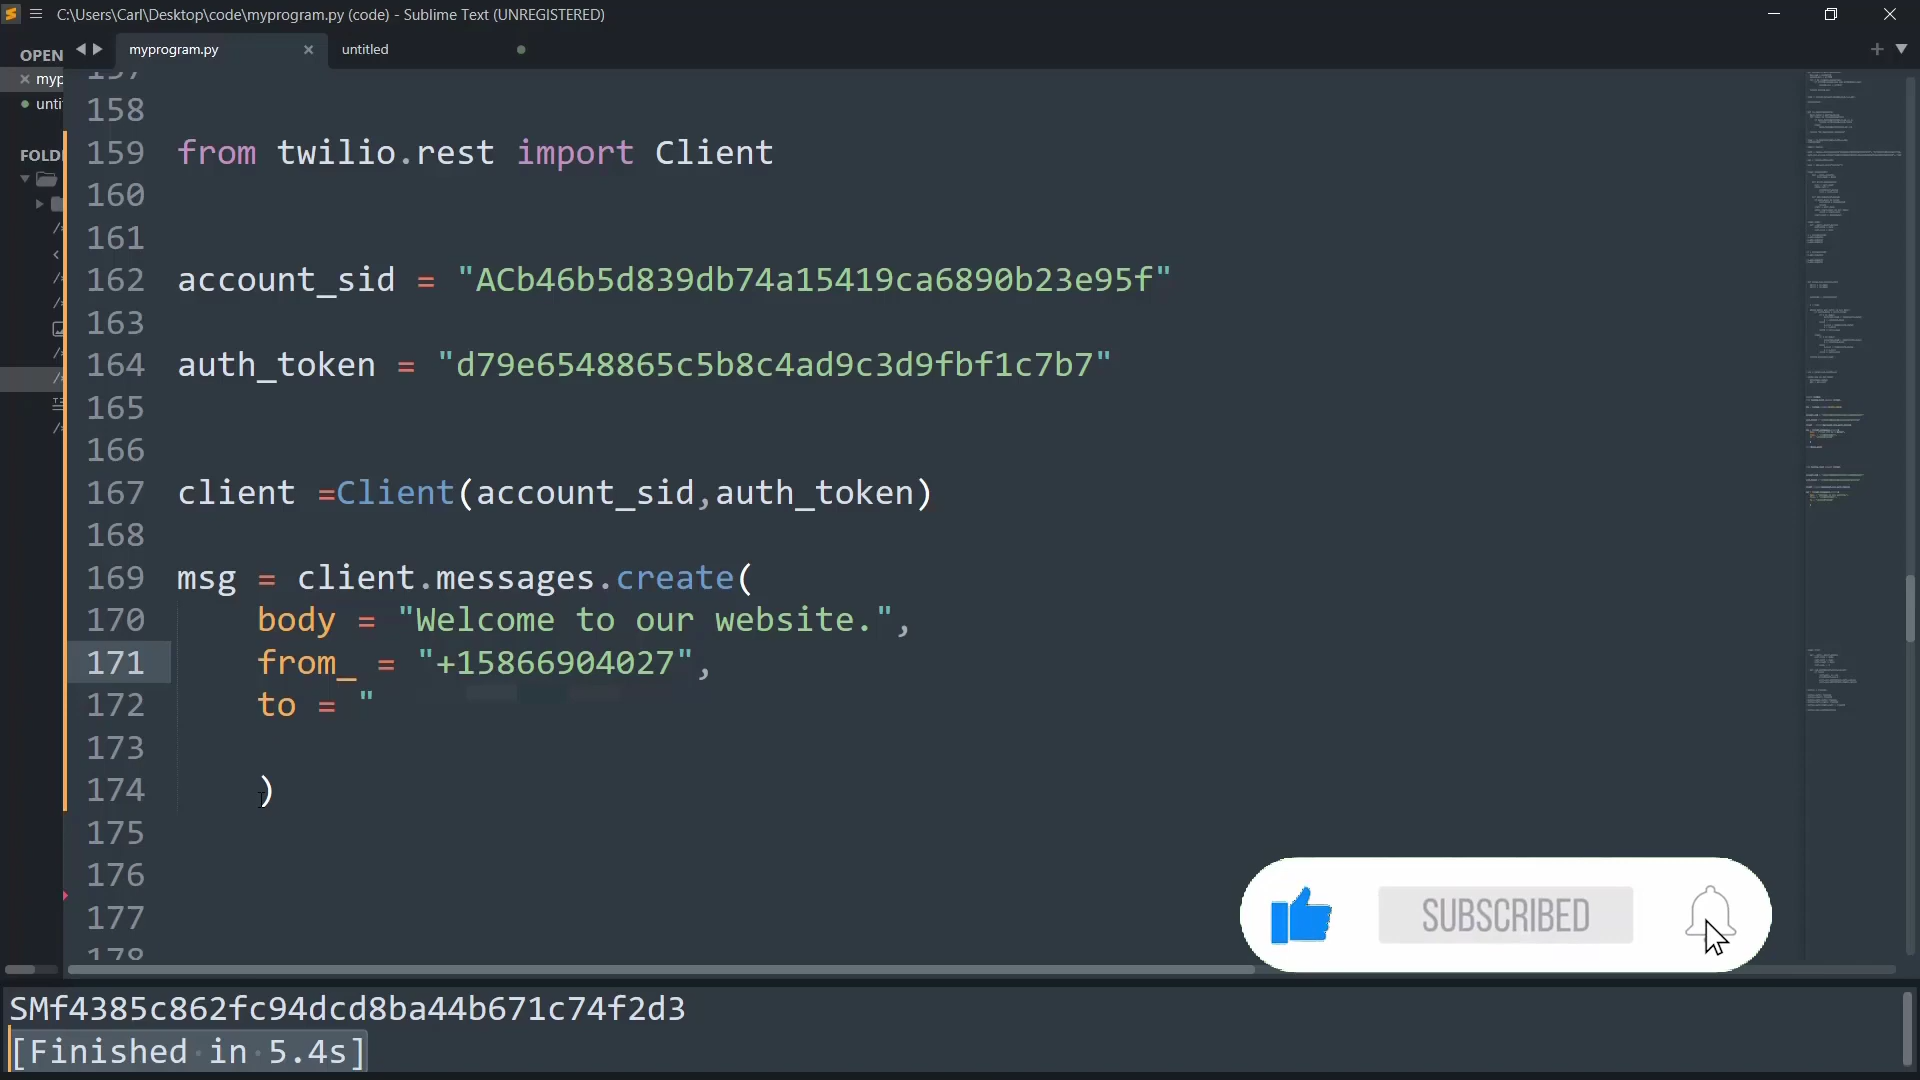 C:\Users\Carl\Desktop\code\myprogram.py (code) - Sublime Text (UNREGISTERED)
OPEN
myprogram.py
untitled
FOLD
158
159 from twilio.rest import Client
160
161
162 account_sid = "ACb46b5d839db74a15419ca6890b23e95f"
163
164 auth_token = "d79e6548865c5b8c4ad9c3d9fbf1c7b7"
165
166
167 client =Client(account_sid,auth_token)
168
169 msg = client.messages.create(
170 body = "Welcome to our website.",
171 from_ = "+15866904027",
172 to = "
173
174 )
175
176
177
178
SUBSCRIBED
SMf4385c862fc94dcd8ba44b671c74f2d3
[Finished in 5.4s]